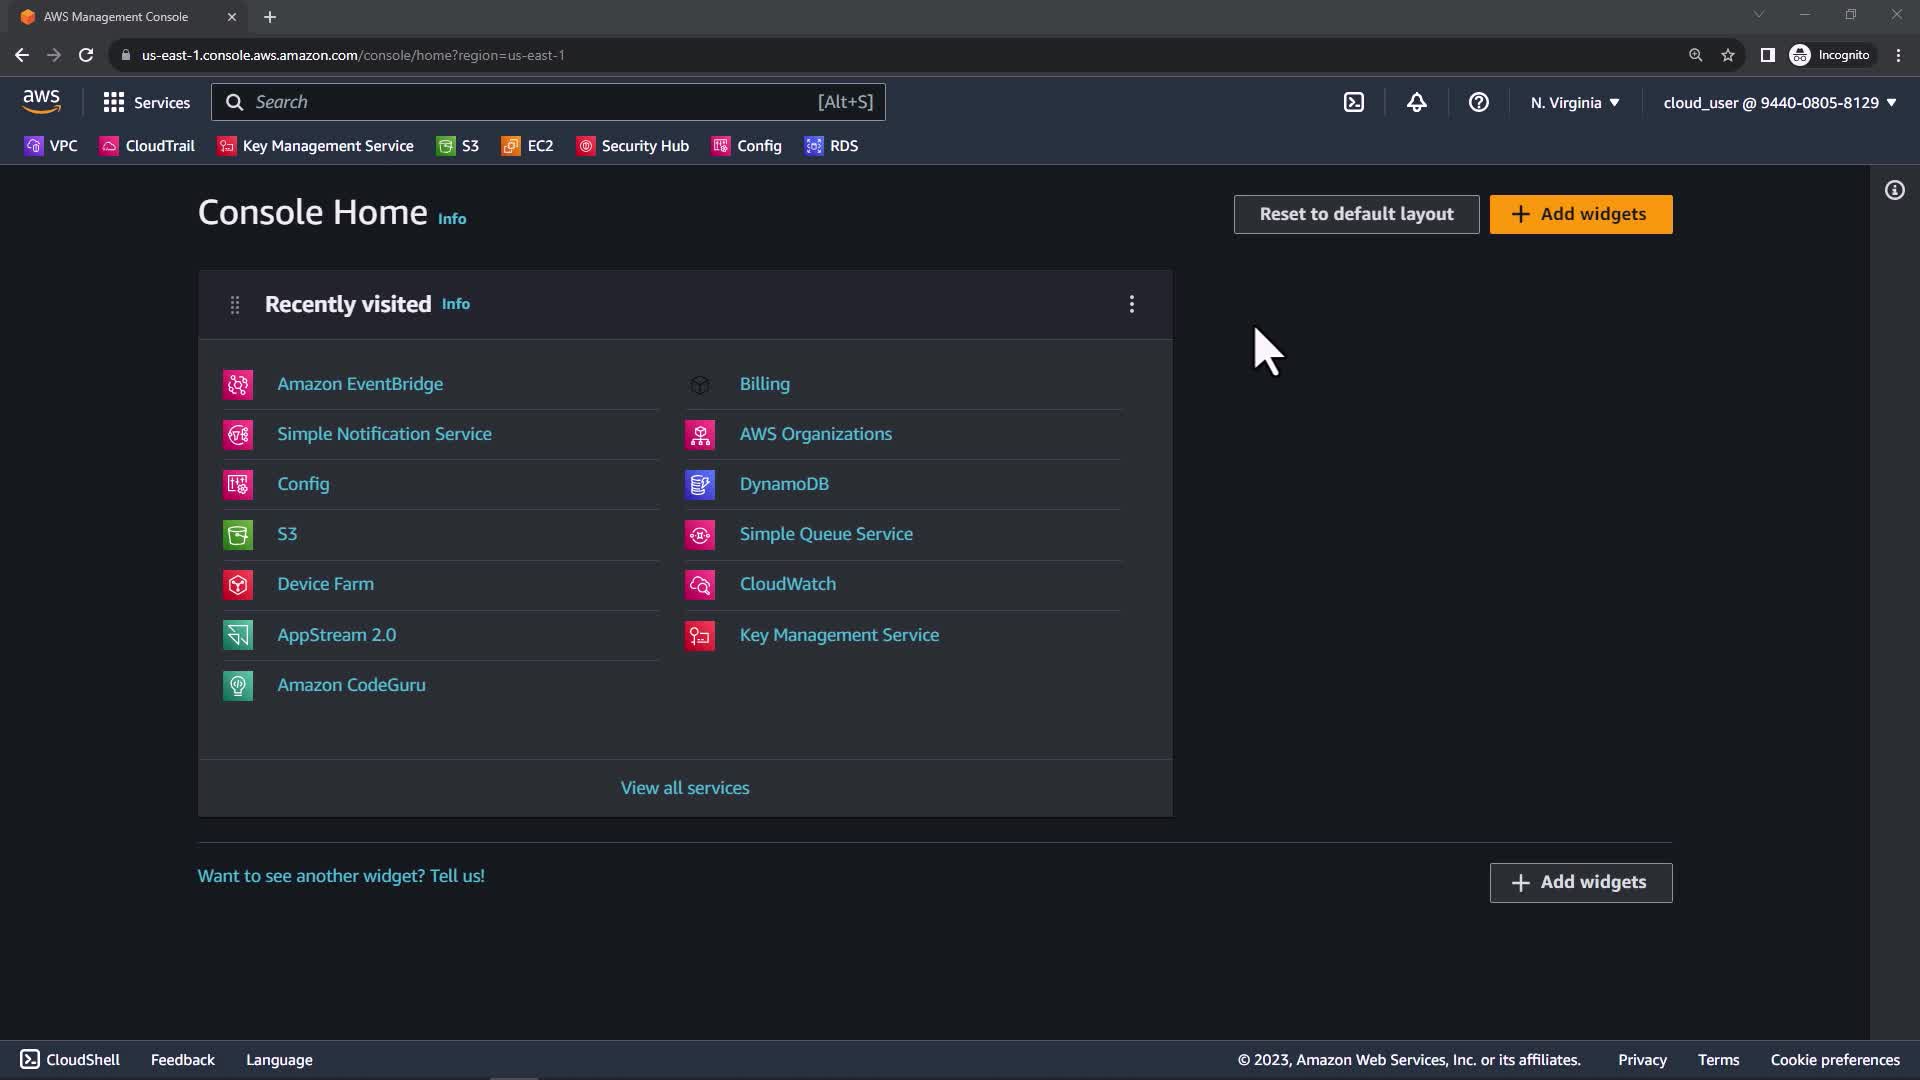 AWS Management Console
us-east-1.console.aws.amazon.com/console/home?region=us-east-1
Incognito
aws
Services
Search
[Alt+S]
N. Virginia
cloud_user @ 9440-0805-8129
VPC
CloudTrail
Key Management Service
S3
EC2
Security Hub
Config
RDS
Console Home Info
Reset to default layout
Add widgets
Recently visited Info
Amazon EventBridge
Simple Notification Service
Config
S3
Device Farm
AppStream 2.0
Amazon CodeGuru
Billing
AWS Organizations
DynamoDB
Simple Queue Service
CloudWatch
Key Management Service
View all services
Want to see another widget? Tell us!
Add widgets
CloudShell
Feedback
Language
© 2023, Amazon Web Services, Inc. or its affiliates.
Privacy
Terms
Cookie preferences